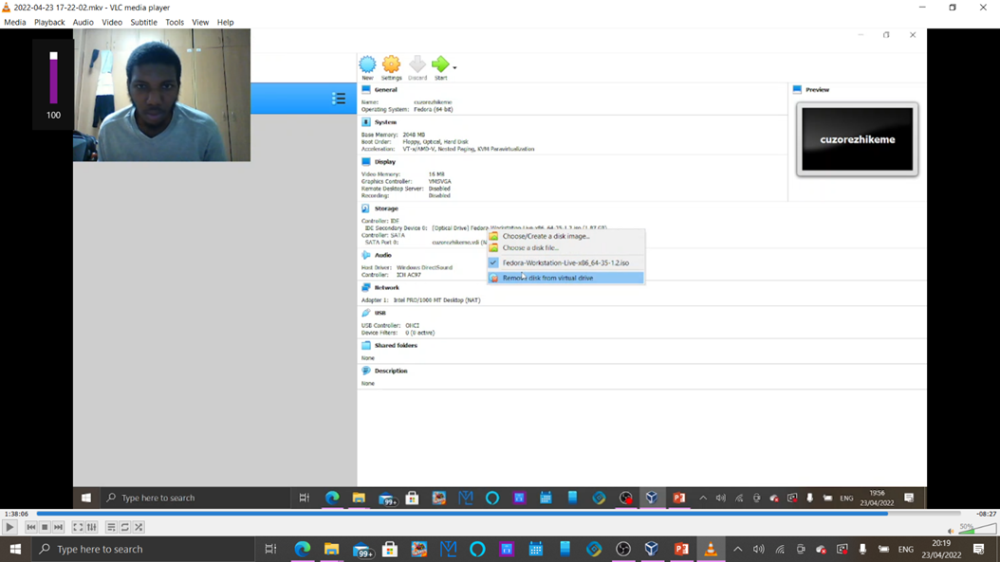 2022-04-23 17-22-02.mkv - VLC media player
Media Playback Audio Video Subtitle Tools View Help
100
New Settings Discard Start
General
Name: cuzorezhikeme
Operating System: Fedora (64 bit)
System
Base Memory: 2048 MB
Boot Order: Floppy, Optical, Hard Disk
Acceleration: VT-x/AMD-V, Nested Paging, KVM Paravirtualization
Display
Video Memory: 16 MB
Graphics Controller: VMSVGA
Remote Desktop Server: Disabled
Recording: Disabled
Storage
Controller: IDE
IDE Secondary Device 0: [Optical Drive] Fedora-Workstation-Live-x86_64-35-1.2.iso (1.87 GB)
Controller: SATA
SATA Port 0: cuzorezhikeme.vdi
Choose/Create a disk image...
Choose a disk file...
Fedora-Workstation-Live-x86_64-35-1.2.iso
Remove disk from virtual drive
Audio
Host Driver: Windows DirectSound
Controller: ICH AC97
Network
Adapter 1: Intel PRO/1000 MT Desktop (NAT)
USB
USB Controller: OHCI
Device Filters: 0 (0 active)
Shared folders
None
Description
None
Preview
cuzorezhikeme
Type here to search
99+
ENG
19:56
23/04/2022
1:38:06
-08:27
50%
Type here to search
99+
ENG
20:19
23/04/2022